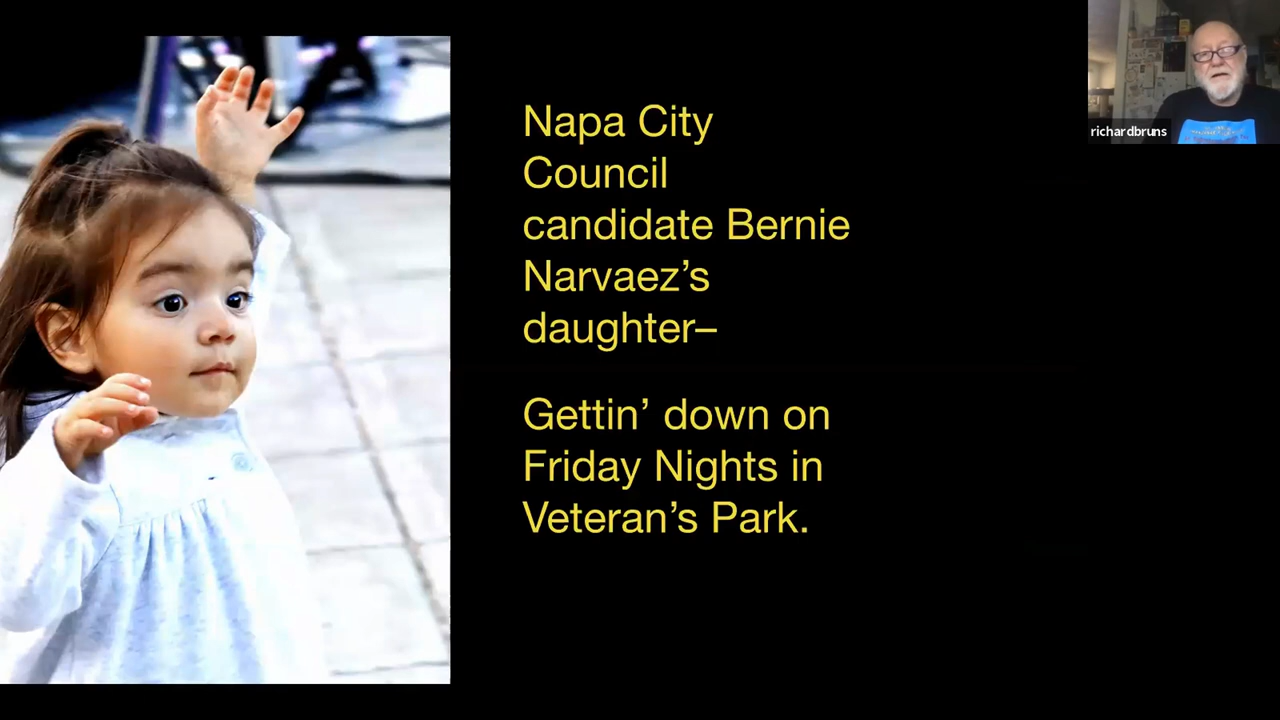 Napa City
Council
candidate Bernie
Narvaez’s
daughter–
Gettin’ down on
Friday Nights in
Veteran’s Park.
richardbruns